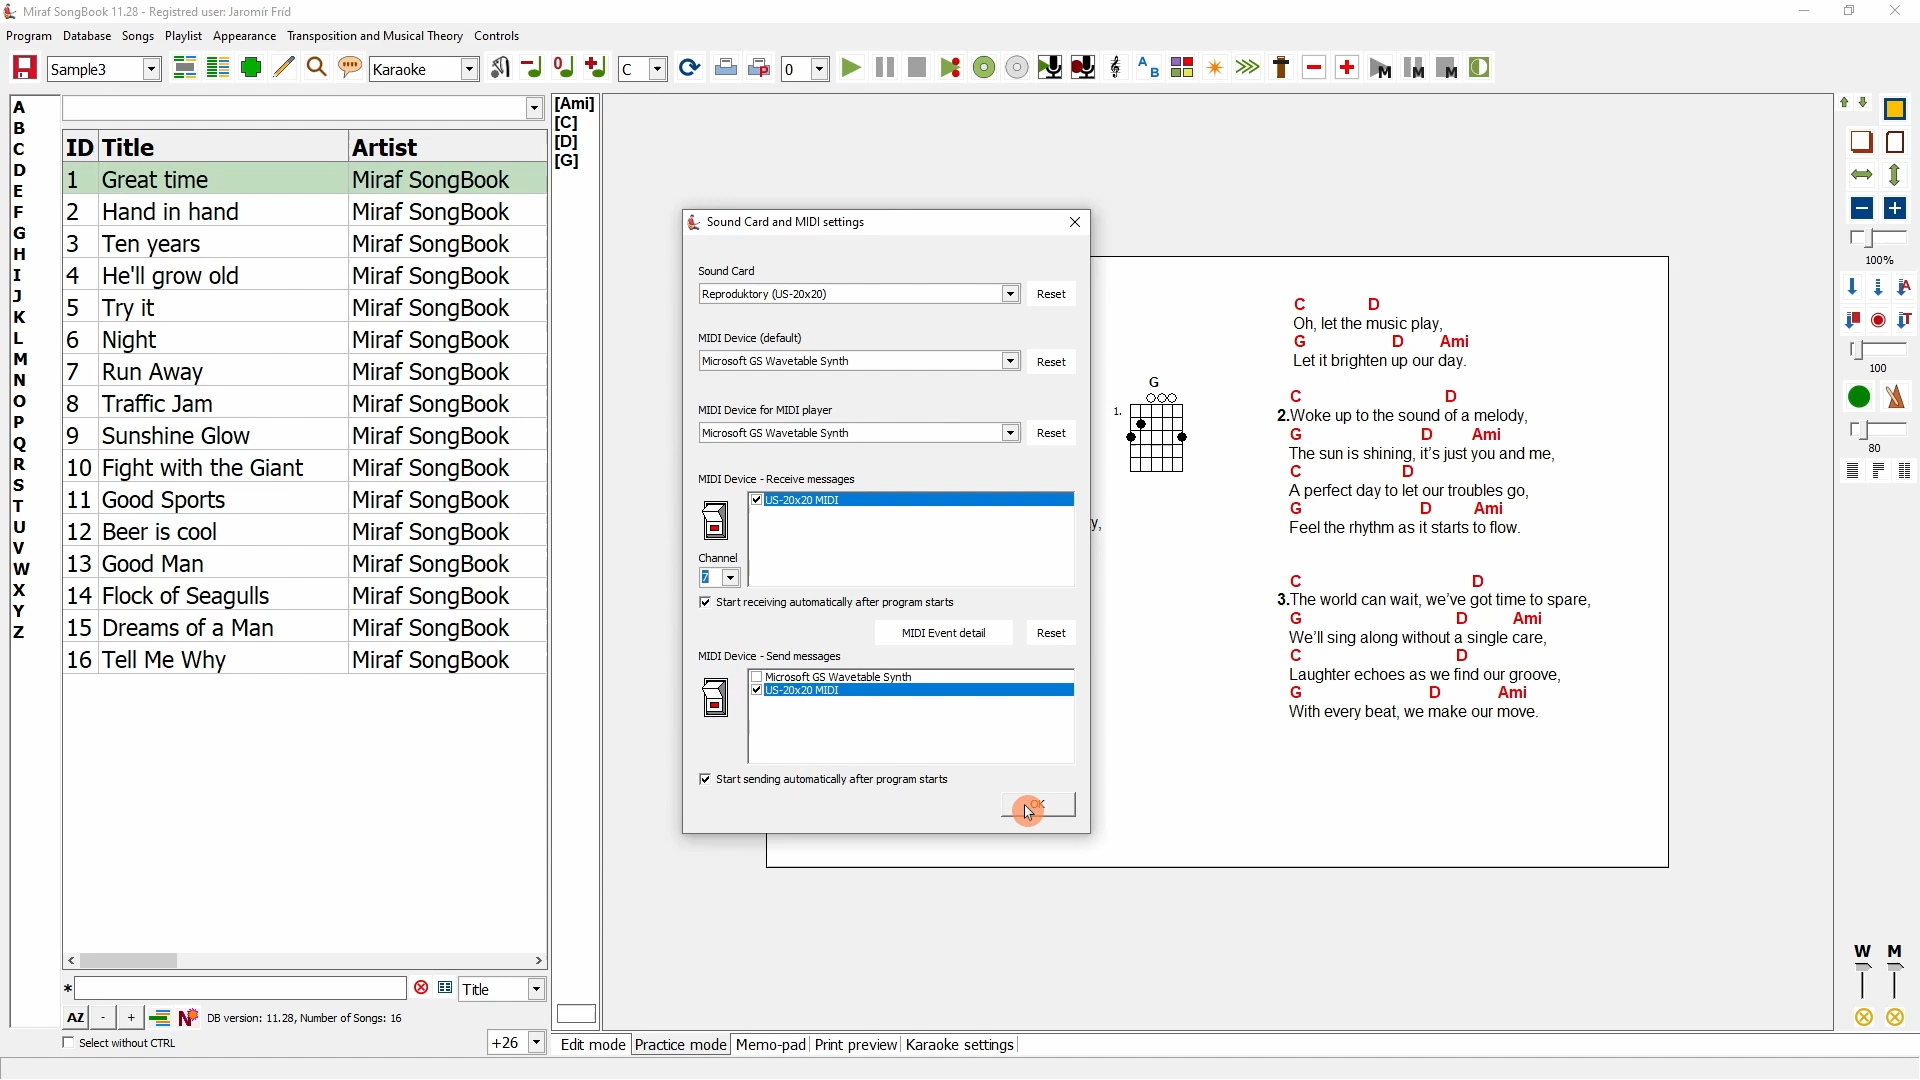 Miraf SongBook 11.28 - Registred user: Jaromír Fríd
Program Database Songs Playlist Appearance Transposition and Musical Theory Controls
Sample3 Karaoke 0 C 0 A B M M M
A
B
C
D
E
F
G
H
I
J
K
L
M
N
O
P
Q
R
S
T
U
V
W
X
Y
Z
ID Title Artist
1 Great time Miraf SongBook
2 Hand in hand Miraf SongBook
3 Ten years Miraf SongBook
4 He'll grow old Miraf SongBook
5 Try it Miraf SongBook
6 Night Miraf SongBook
7 Run Away Miraf SongBook
8 Traffic Jam Miraf SongBook
9 Sunshine Glow Miraf SongBook
10 Fight with the Giant Miraf SongBook
11 Good Sports Miraf SongBook
12 Beer is cool Miraf SongBook
13 Good Man Miraf SongBook
14 Flock of Seagulls Miraf SongBook
15 Dreams of a Man Miraf SongBook
16 Tell Me Why Miraf SongBook
* Title
AZ - + N DB version: 11.28, Number of Songs: 16
Select without CTRL
+26
[Ami]
[C]
[D]
[G]
Sound Card and MIDI settings
Sound Card
Reproduktory (US-20x20) Reset
MIDI Device (default)
Microsoft GS Wavetable Synth Reset
MIDI Device for MIDI player
Microsoft GS Wavetable Synth Reset
MIDI Device - Receive messages
US-20x20 MIDI
Channel
7
Start receiving automatically after program starts
MIDI Event detail Reset
MIDI Device - Send messages
Microsoft GS Wavetable Synth
US-20x20 MIDI
Start sending automatically after program starts
OK
y,
G
1.
C D
Oh, let the music play,
G D Ami
Let it brighten up our day.
C D
2.Woke up to the sound of a melody,
G D Ami
The sun is shining, it's just you and me,
C D
A perfect day to let our troubles go,
G D Ami
Feel the rhythm as it starts to flow.
C D
3.The world can wait, we've got time to spare,
G D Ami
We'll sing along without a single care,
C D
Laughter echoes as we find our groove,
G D Ami
With every beat, we make our move.
100%
A
T
100
80
W M
Edit mode Practice mode Memo-pad Print preview Karaoke settings